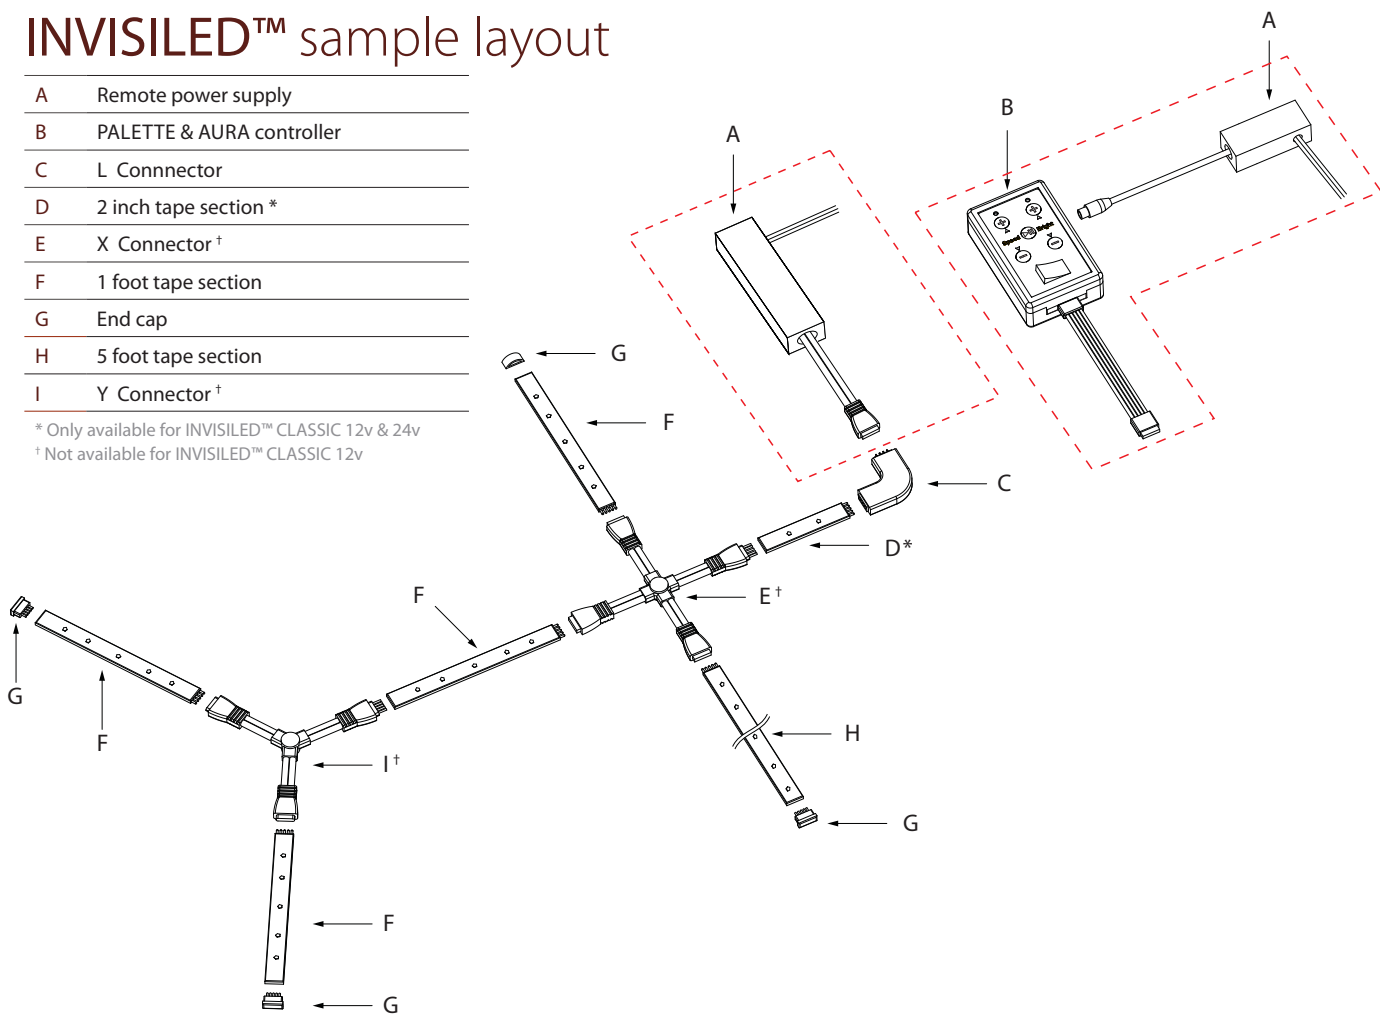 INVISILED™ sample layout
A Remote power supply
B PALETTE & AURA controller
C L Connnector
D 2 inch tape section *
E X Connector †
F 1 foot tape section
G End cap
H 5 foot tape section
I Y Connector †
* Only available for INVISILED™ CLASSIC 12v & 24v
† Not available for INVISILED™ CLASSIC 12v
A
B
A
Speed Bright
G
F
C
D*
E†
F
G
F
I†
H
G
F
G